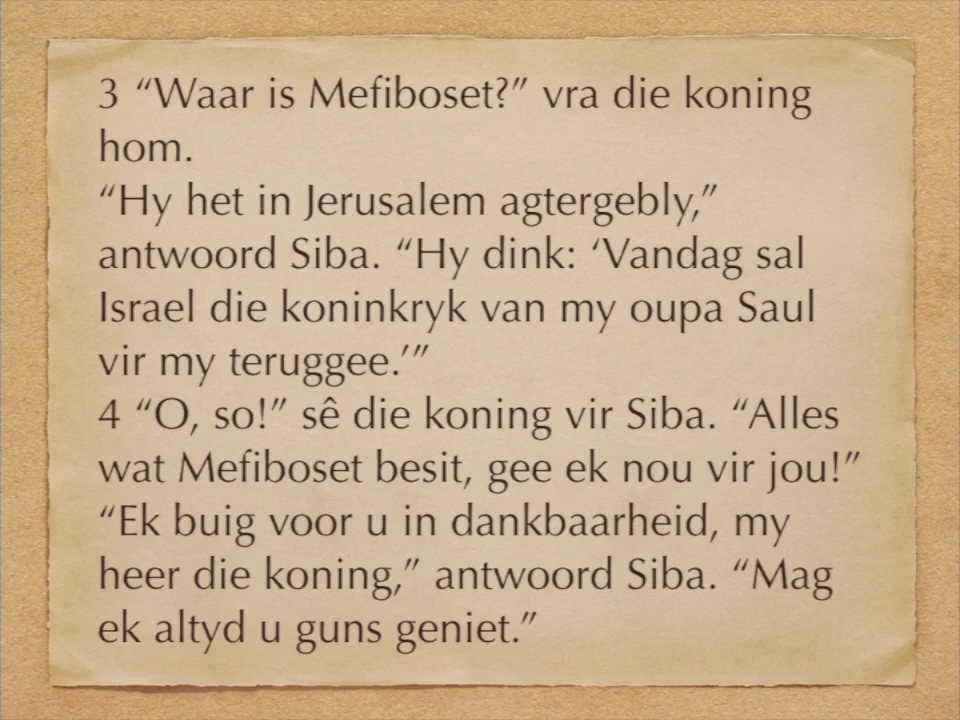 3 “Waar is Mefiboset?” vra die koning
hom.
“Hy het in Jerusalem agtergebly,”
antwoord Siba. “Hy dink: ‘Vandag sal
Israel die koninkryk van my oupa Saul
vir my teruggee.’”
4 “O, so!” sê die koning vir Siba. “Alles
wat Mefiboset besit, gee ek nou vir jou!”
“Ek buig voor u in dankbaarheid, my
heer die koning,” antwoord Siba. “Mag
ek altyd u guns geniet.”